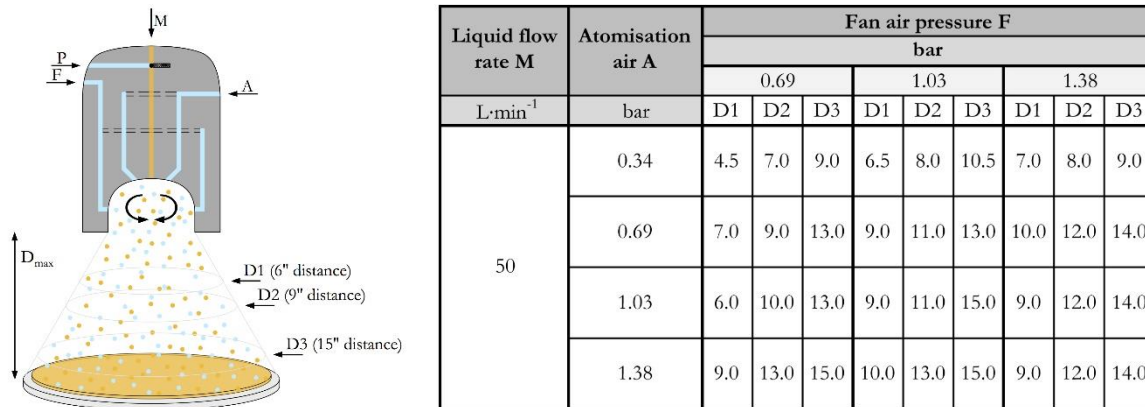 M
P
F
A
D_max
D1 (6" distance)
D2 (9" distance)
D3 (15" distance)
Liquid flow rate M | Atomisation air A | Fan air pressure F
bar
0.69 | 1.03 | 1.38
L·min⁻¹ | bar | D1 | D2 | D3 | D1 | D2 | D3 | D1 | D2 | D3
50 | 0.34 | 4.5 | 7.0 | 9.0 | 6.5 | 8.0 | 10.5 | 7.0 | 8.0 | 9.0
0.69 | 7.0 | 9.0 | 13.0 | 9.0 | 11.0 | 13.0 | 10.0 | 12.0 | 14.0
1.03 | 6.0 | 10.0 | 13.0 | 9.0 | 11.0 | 15.0 | 9.0 | 12.0 | 14.0
1.38 | 9.0 | 13.0 | 15.0 | 10.0 | 13.0 | 15.0 | 9.0 | 12.0 | 14.0